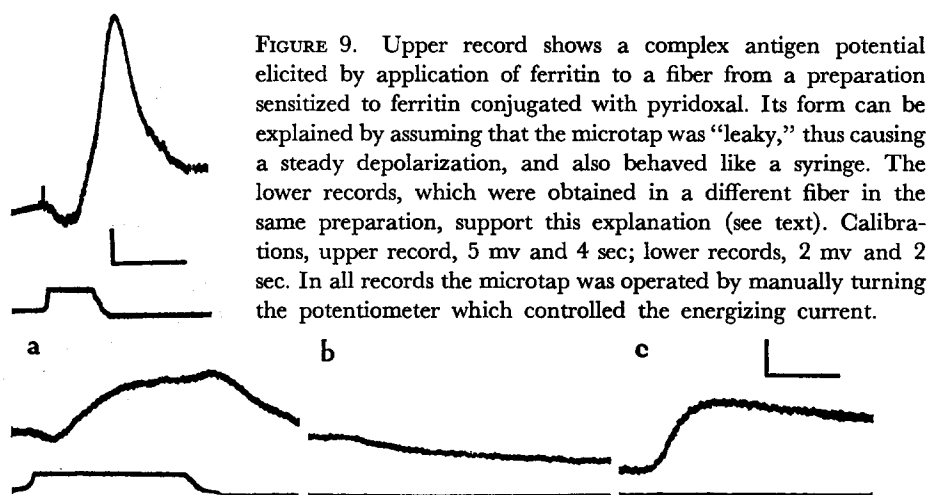 FIGURE 9. Upper record shows a complex antigen potential
elicited by application of ferritin to a fiber from a preparation
sensitized to ferritin conjugated with pyridoxal. Its form can be
explained by assuming that the microtap was "leaky," thus causing
a steady depolarization, and also behaved like a syringe. The
lower records, which were obtained in a different fiber in the
same preparation, support this explanation (see text). Calibra-
tions, upper record, 5 mv and 4 sec; lower records, 2 mv and 2
sec. In all records the microtap was operated by manually turning
the potentiometer which controlled the energizing current.
a b c